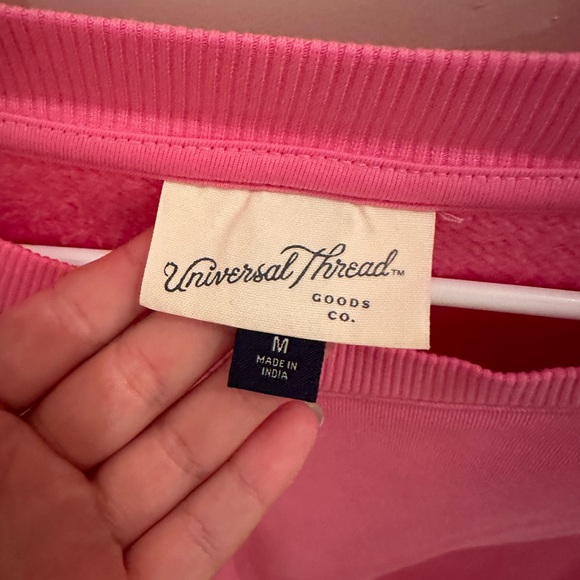 Universal Thread™
GOODS
CO.
M
MADE IN
INDIA